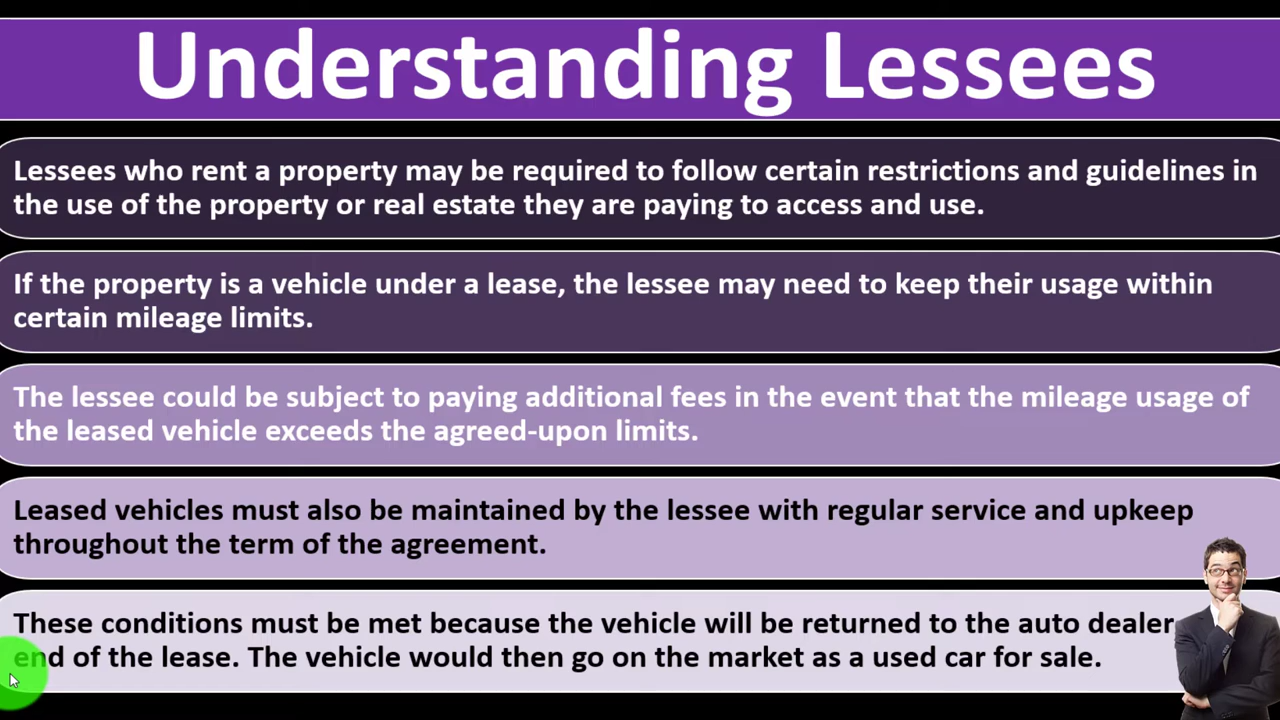 Understanding Lessees
Lessees who rent a property may be required to follow certain restrictions and guidelines in
the use of the property or real estate they are paying to access and use.
If the property is a vehicle under a lease, the lessee may need to keep their usage within
certain mileage limits.
The lessee could be subject to paying additional fees in the event that the mileage usage of
the leased vehicle exceeds the agreed-upon limits.
Leased vehicles must also be maintained by the lessee with regular service and upkeep
throughout the term of the agreement.
These conditions must be met because the vehicle will be returned to the auto dealer
end of the lease. The vehicle would then go on the market as a used car for sale.